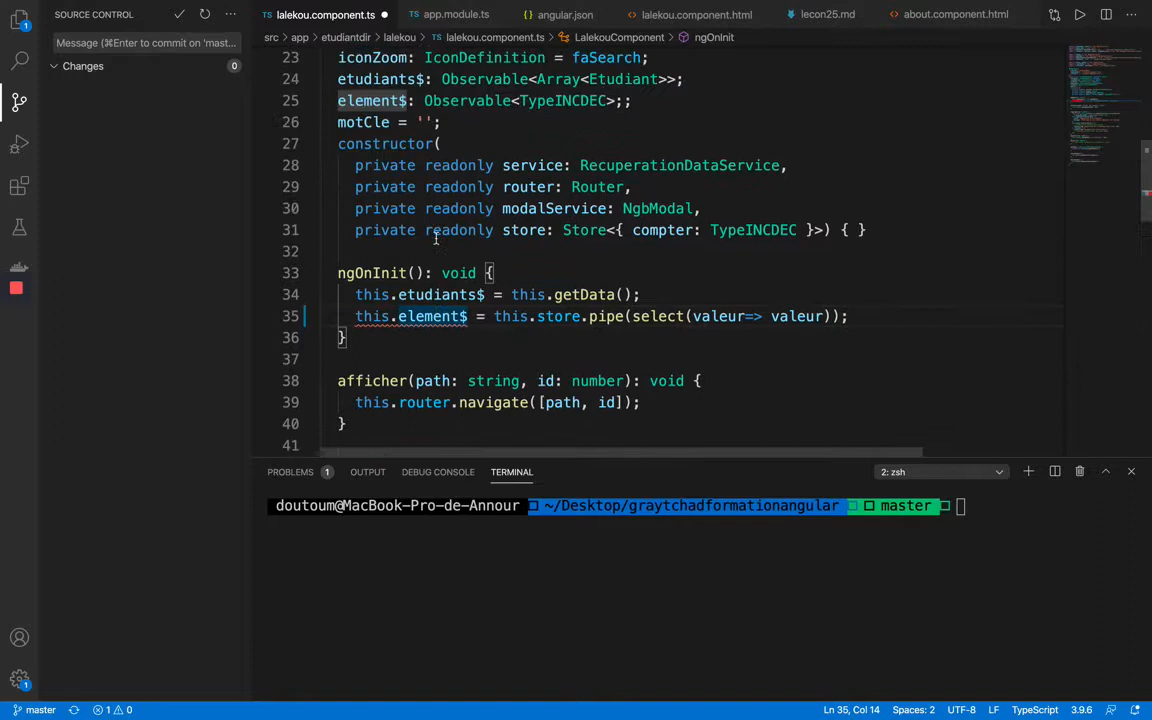 SOURCE CONTROL
Message (⌘Enter to commit on 'mast...
Changes
0
TS lalekou.component.ts
TS app.module.ts
{} angular.json
<> lalekou.component.html
lecon25.md
<> about.component.html
src > app > etudiantdir > lalekou > TS lalekou.component.ts > LalekouComponent > ngOnInit
23 iconZoom: IconDefinition = faSearch;
24 etudiants$: Observable<Array<Etudiant>>;
25 element$: Observable<TypeINCDEC>;;
26 motCle = '';
27 constructor(
28 private readonly service: RecuperationDataService,
29 private readonly router: Router,
30 private readonly modalService: NgbModal,
31 private readonly store: Store<{ compter: TypeINCDEC }>) { }
32
33 ngOnInit(): void {
34 this.etudiants$ = this.getData();
35 this.element$ = this.store.pipe(select(valeur=> valeur));
36 }
37
38 afficher(path: string, id: number): void {
39 this.router.navigate([path, id]);
40 }
41
PROBLEMS 1 OUTPUT DEBUG CONSOLE TERMINAL 2: zsh
doutoum@MacBook-Pro-de-Annour ~/Desktop/graytchadformationangular master
1
master 1 0 Ln 35, Col 14 Spaces: 2 UTF-8 LF TypeScript 3.9.6